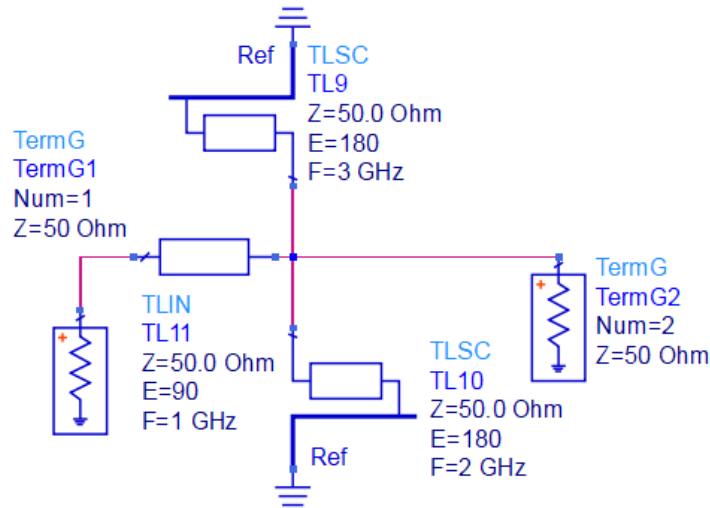 Ref
TLSC
TL9
Z=50.0 Ohm
E=180
F=3 GHz
TermG
TermG1
Num=1
Z=50 Ohm
+
TLIN
TL11
Z=50.0 Ohm
E=90
F=1 GHz
+
TermG
TermG2
Num=2
Z=50 Ohm
TLSC
TL10
Z=50.0 Ohm
E=180
F=2 GHz
Ref